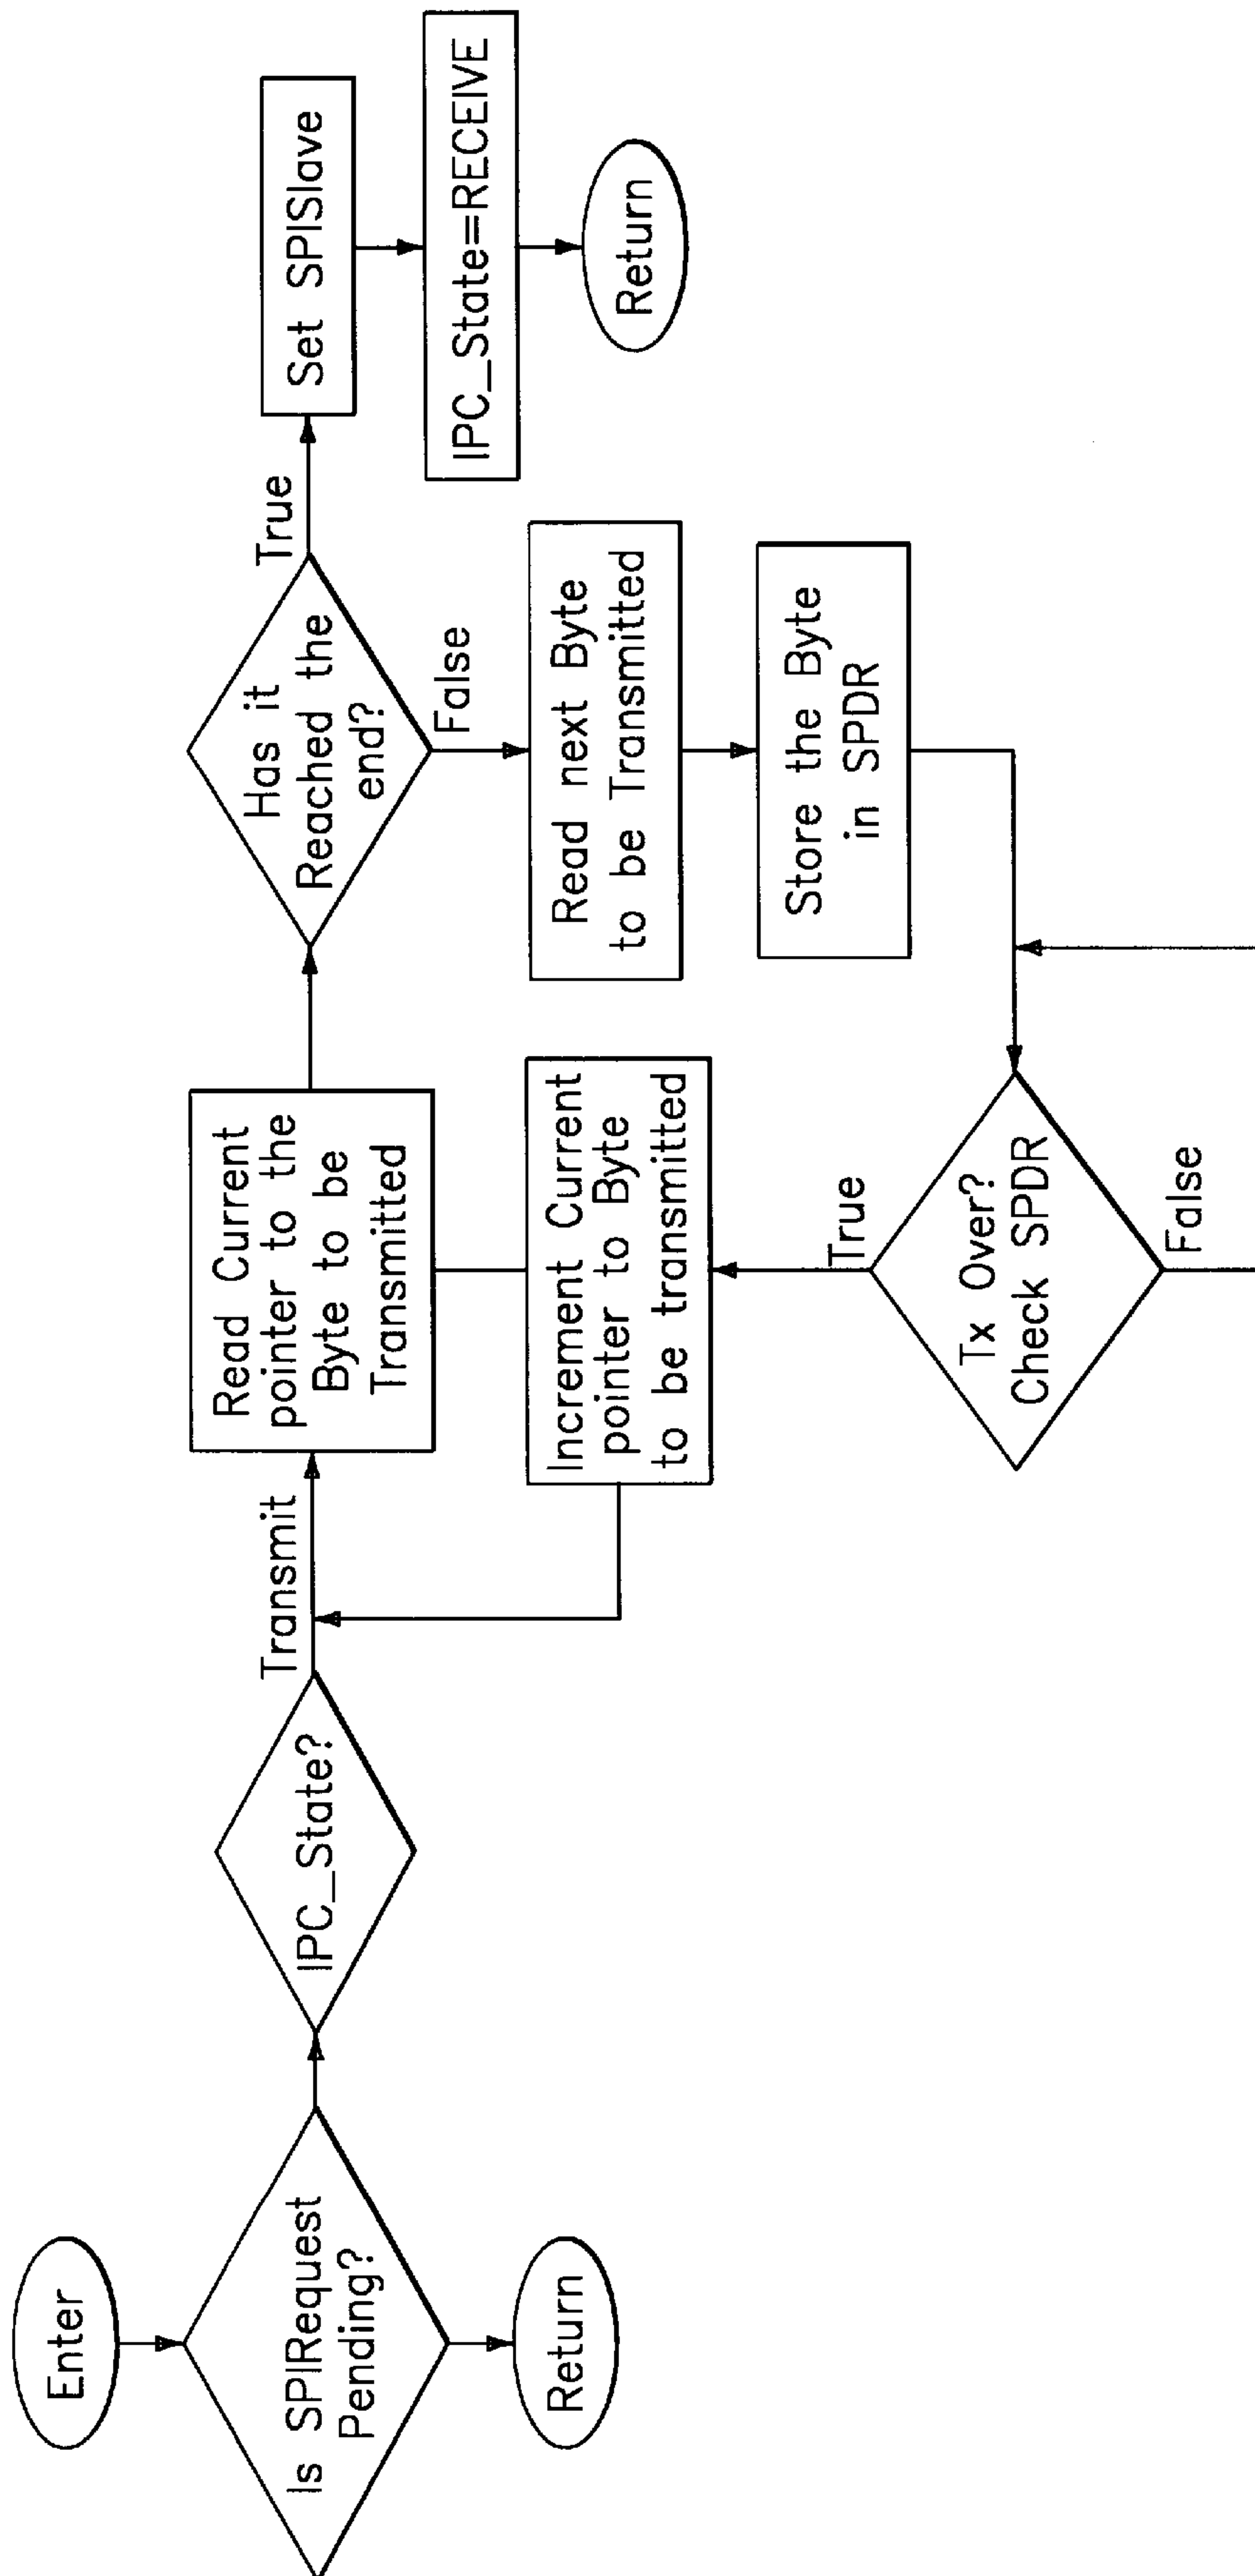 Enter
Is SPIRequest
Pending?
Return
IPC_State?
Transmit
Read Current
pointer to the
Byte to be
Transmitted
Has it
Reached the
end?
True
Set SPISlave
IPC_State=RECEIVE
Return
False
Read next Byte
to be Transmitted
Store the Byte
in SPDR
Tx Over?
Check SPDR
False
True
Increment Current
pointer to Byte
to be transmitted